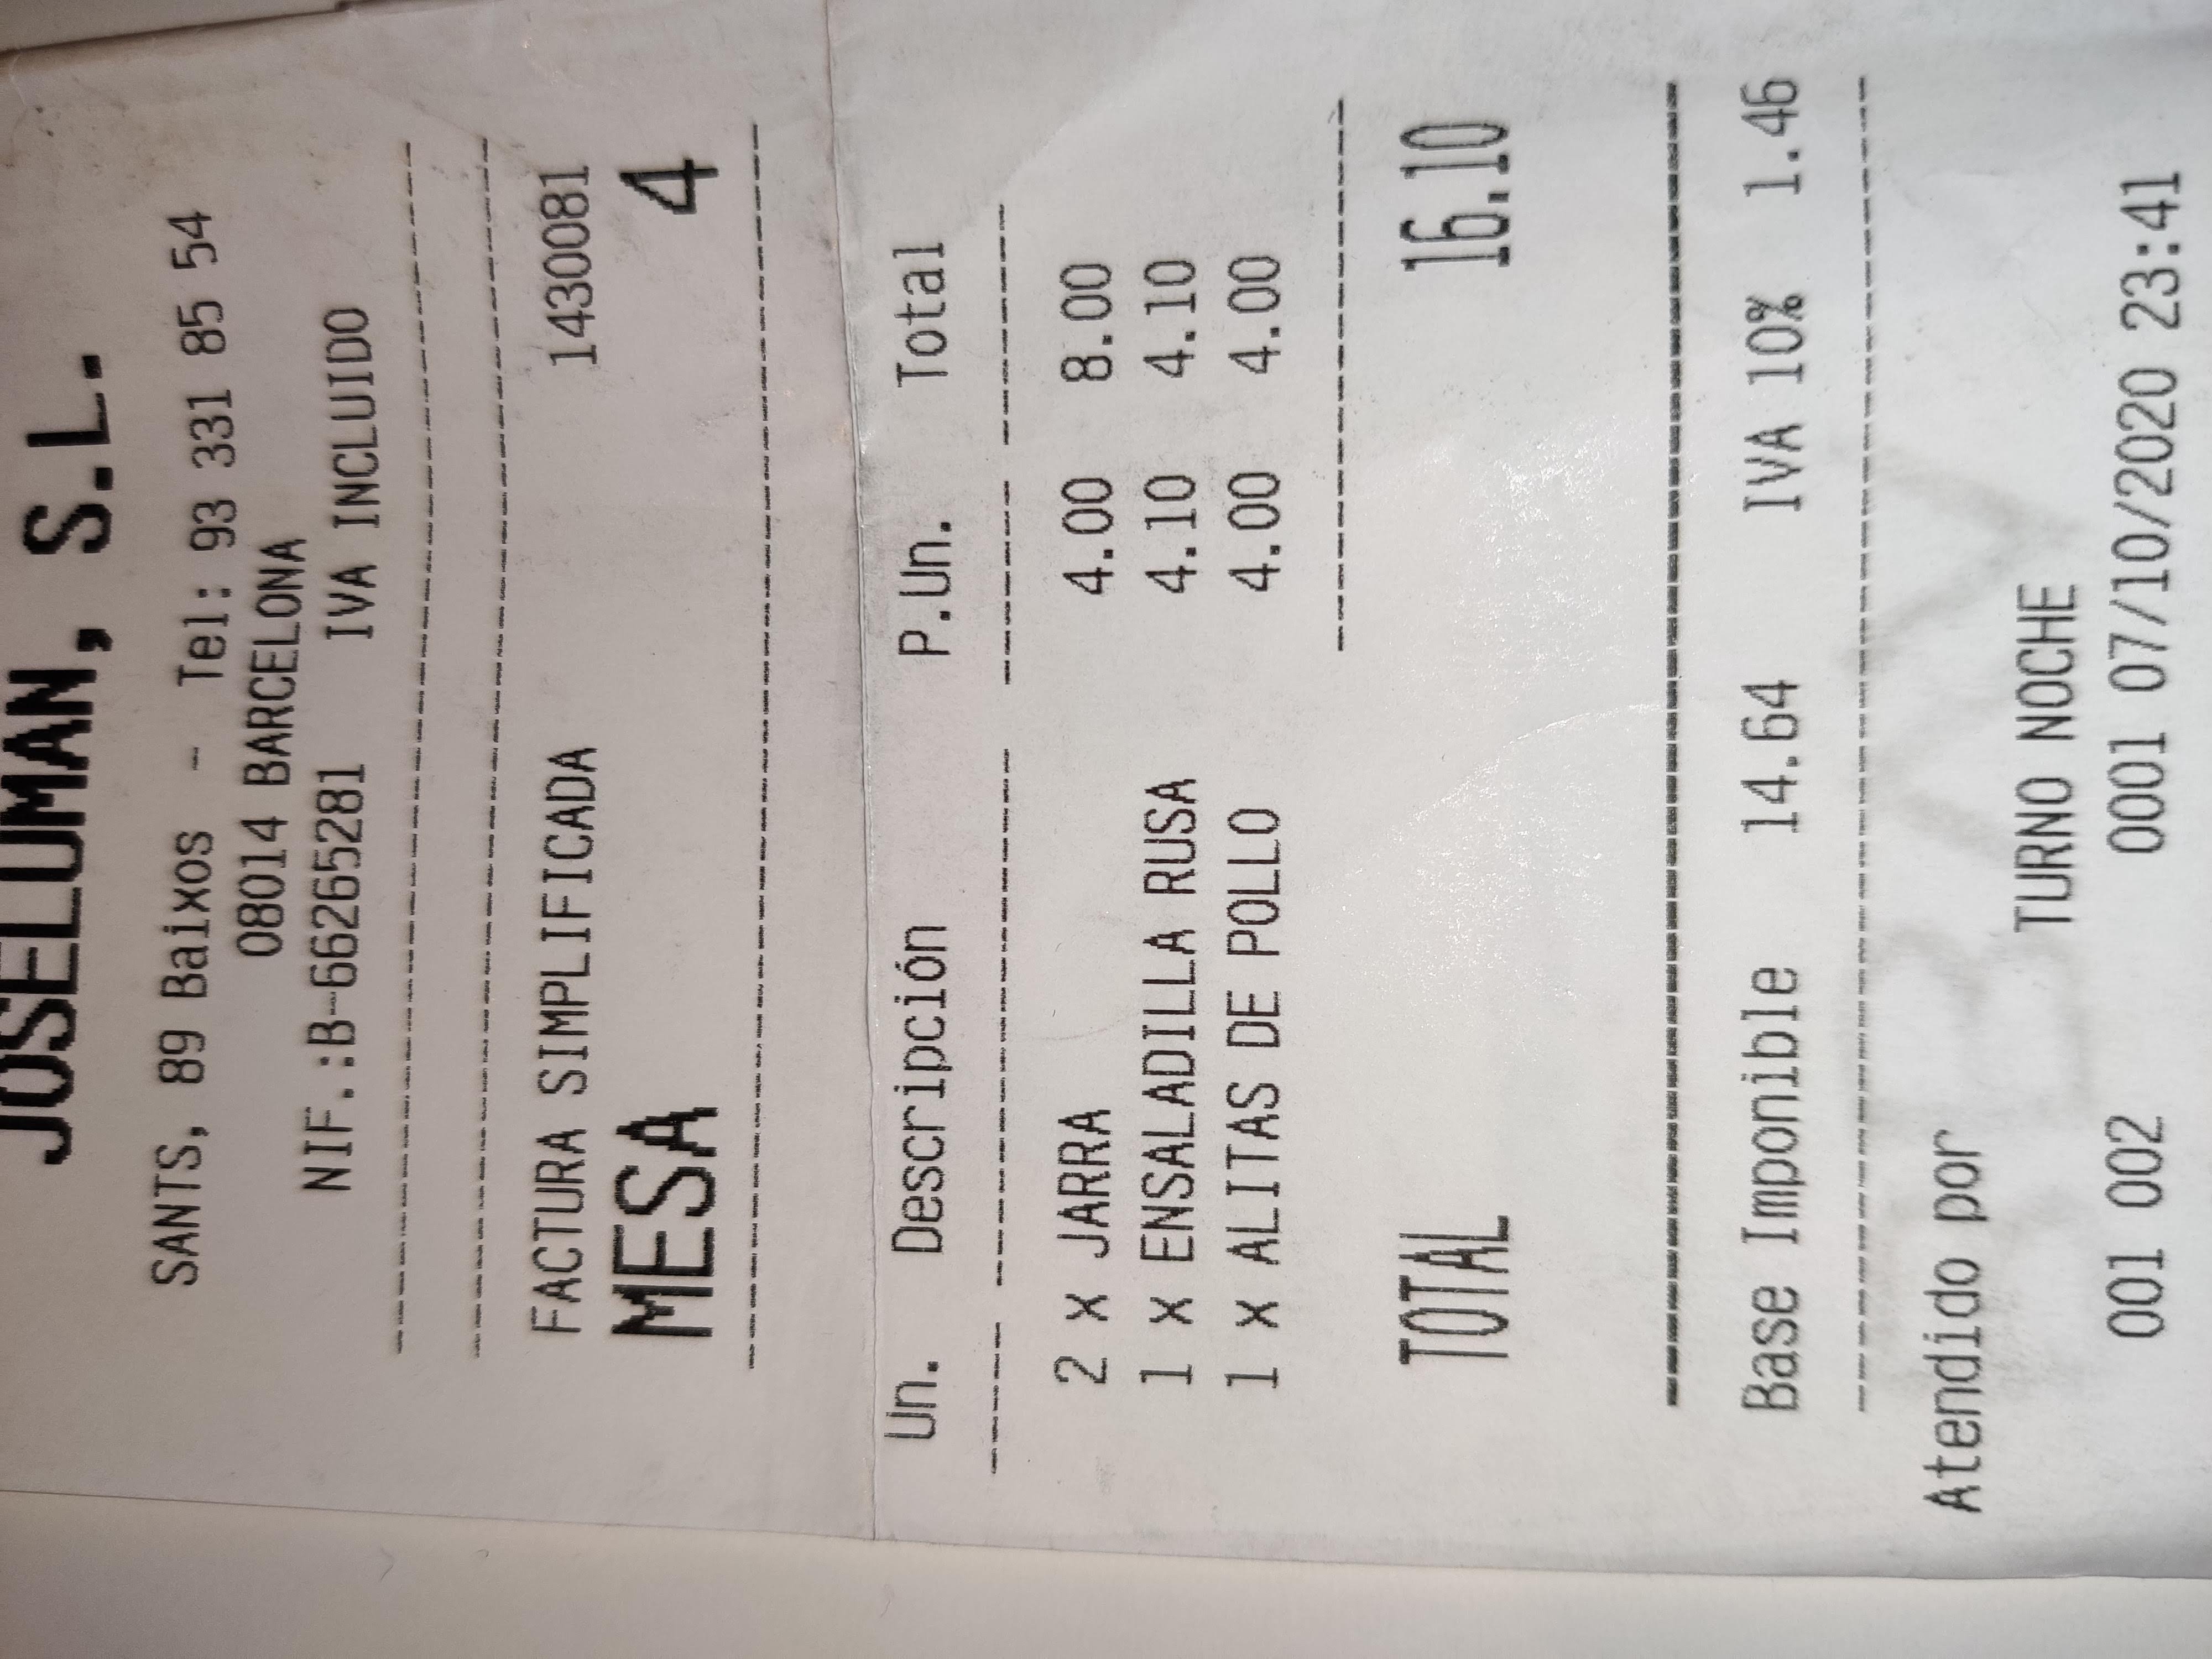 JOSELUMAN, S.L.
SANTS, 89 Baixos - Tel: 93 331 85 54
08014 BARCELONA
NIF.:B-66265281 IVA INCLUIDO
FACTURA SIMPLIFICADA 1430081
MESA 4
Un. Descripción P.Un. Total
2 x JARRA 4.00 8.00
1 x ENSALADILLA RUSA 4.10 4.10
1 x ALITAS DE POLLO 4.00 4.00
TOTAL 16.10
Base Imponible 14.64 IVA 10% 1.46
Atendido por
TURNO NOCHE
001 002 0001 07/10/2020 23:41